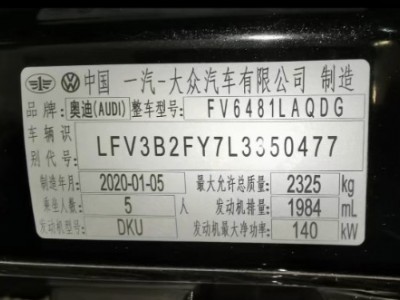 中国 一汽-大众汽车有限公司 制造
品牌: 奥迪(AUDI) 整车型号: FV6481LAQDG
车辆识别代号: LFV3B2FY7L3350477
制造年月: 2020-01-05 最大允许总质量: 2325 kg
乘坐人数: 5 人 发动机排量: 1984 mL
发动机型号: DKU 发动机最大净功率: 140 kW